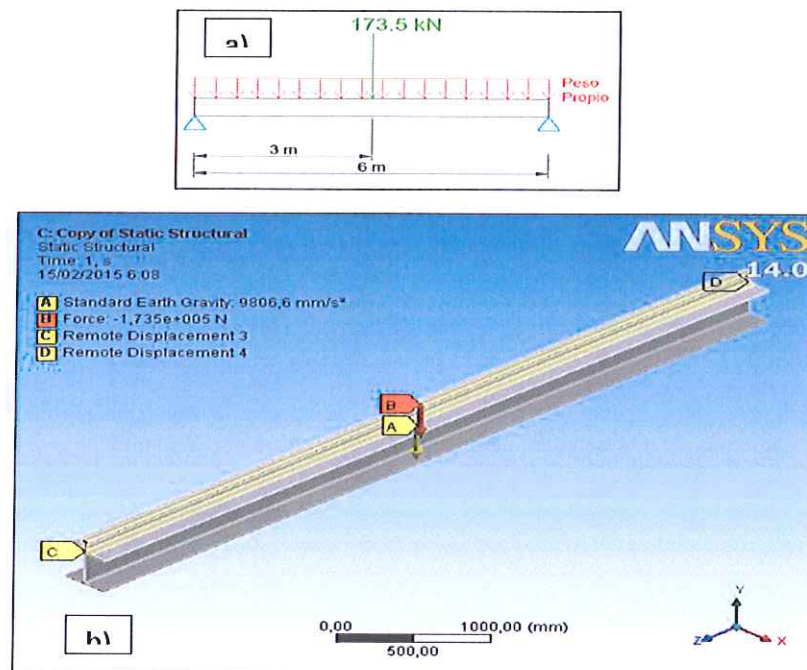 a)
173.5 kN
Peso
Propio
3 m
6 m
C: Copy of Static Structural
Static Structural
Time: 1, s
15/02/2015 6:08
A Standard Earth Gravity: 9806,6 mm/s²
B Force: -1,735e+005 N
C Remote Displacement 3
D Remote Displacement 4
ANSYS
14.0
D
B
A
C
b)
0,00
1000,00 (mm)
500,00
Y
Z
X